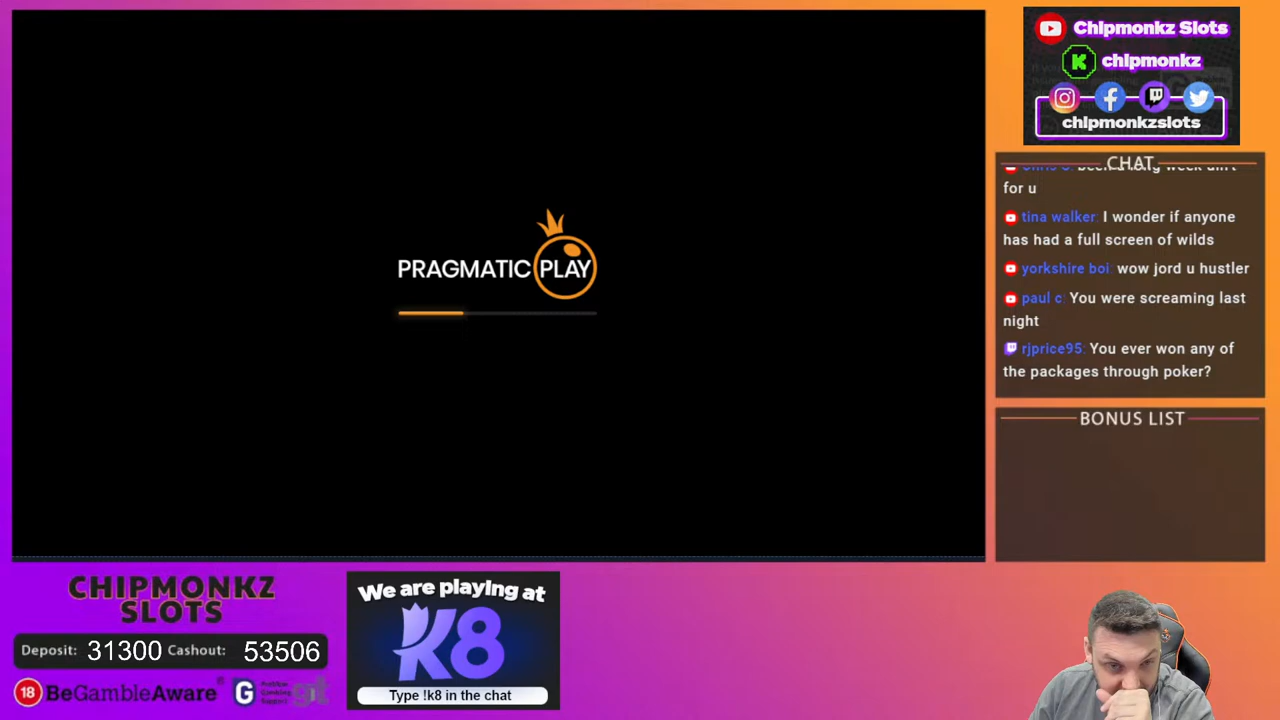 PRAGMATIC PLAY
Chipmonkz Slots
K chipmonkz
chipmonkzslots
CHAT
for u
tina walker: I wonder if anyone
has had a full screen of wilds
yorkshire boi: wow jord u hustler
paul c: You were screaming last
night
rjprice95: You ever won any of
the packages through poker?
BONUS LIST
CHIPMONKZ
SLOTS
Deposit: 31300 Cashout: 53506
18 BeGambleAware
We are playing at
K8
Type !k8 in the chat